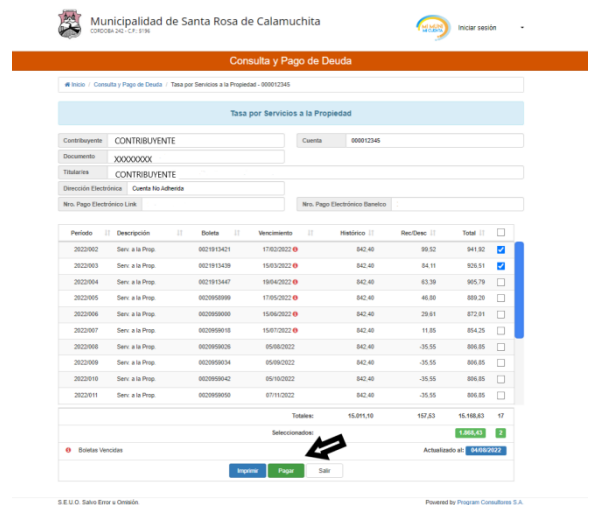 Municipalidad de Santa Rosa de Calamuchita
CORDOBA 242 - C.P.: 5196
Iniciar sesión
Consulta y Pago de Deuda
Inicio / Consulta y Pago de Deuda / Tasa por Servicios a la Propiedad - 000012345
Tasa por Servicios a la Propiedad
Contribuyente CONTRIBUYENTE Cuenta 000012345
Documento XXXXXXXX
Titulares CONTRIBUYENTE
Dirección Electrónica Cuenta No Adherida
Nro. Pago Electrónico Link Nro. Pago Electrónico Banelco
Período Descripción Boleta Vencimiento Histórico Rec/Desc Total
2022/002 Serv. a la Prop. 0021913421 17/02/2022 842,40 99,52 941,92
2022/003 Serv. a la Prop. 0021913439 15/03/2022 842,40 84,11 926,51
2022/004 Serv. a la Prop. 0021913447 19/04/2022 842,40 63,39 905,79
2022/005 Serv. a la Prop. 0020958999 17/05/2022 842,40 46,80 889,20
2022/006 Serv. a la Prop. 0020959000 15/06/2022 842,40 29,61 872,01
2022/007 Serv. a la Prop. 0020959018 15/07/2022 842,40 11,85 854,25
2022/008 Serv. a la Prop. 0020959026 05/08/2022 842,40 -35,55 806,85
2022/009 Serv. a la Prop. 0020959034 05/09/2022 842,40 -35,55 806,85
2022/010 Serv. a la Prop. 0020959042 05/10/2022 842,40 -35,55 806,85
2022/011 Serv. a la Prop. 0020959050 07/11/2022 842,40 -35,55 806,85
Totales: 15.011,10 157,53 15.168,63 17
Seleccionados: 1.868,43 2
Boletas Vencidas Actualizado al: 04/08/2022
Imprimir Pagar Salir
S.E.U.O. Salvo Error u Omisión. Powered by Program Consultores S.A.